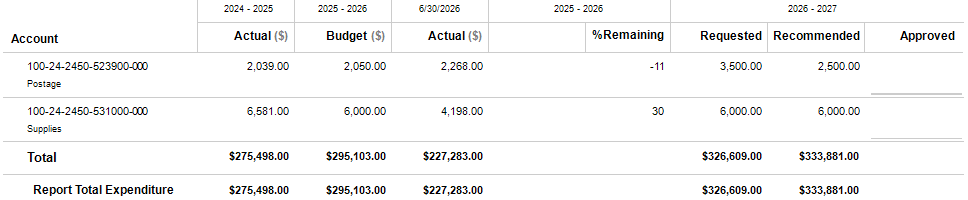 2024 - 2025 2025 - 2026 6/30/2026 2025 - 2026 2026 - 2027
Account Actual ($) Budget ($) Actual ($) %Remaining Requested Recommended Approved
100-24-2450-523900-000 2,039.00 2,050.00 2,268.00 -11 3,500.00 2,500.00
Postage
100-24-2450-531000-000 6,581.00 6,000.00 4,198.00 30 6,000.00 6,000.00
Supplies
Total $275,498.00 $295,103.00 $227,283.00 $326,609.00 $333,881.00
Report Total Expenditure $275,498.00 $295,103.00 $227,283.00 $326,609.00 $333,881.00